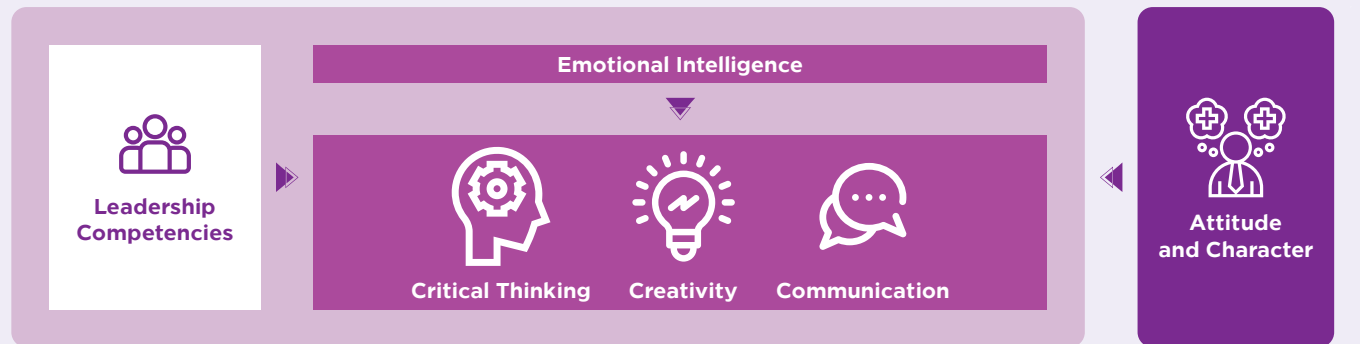 Leadership
Competencies
Emotional Intelligence
Critical Thinking
Creativity
Communication
Attitude
and Character